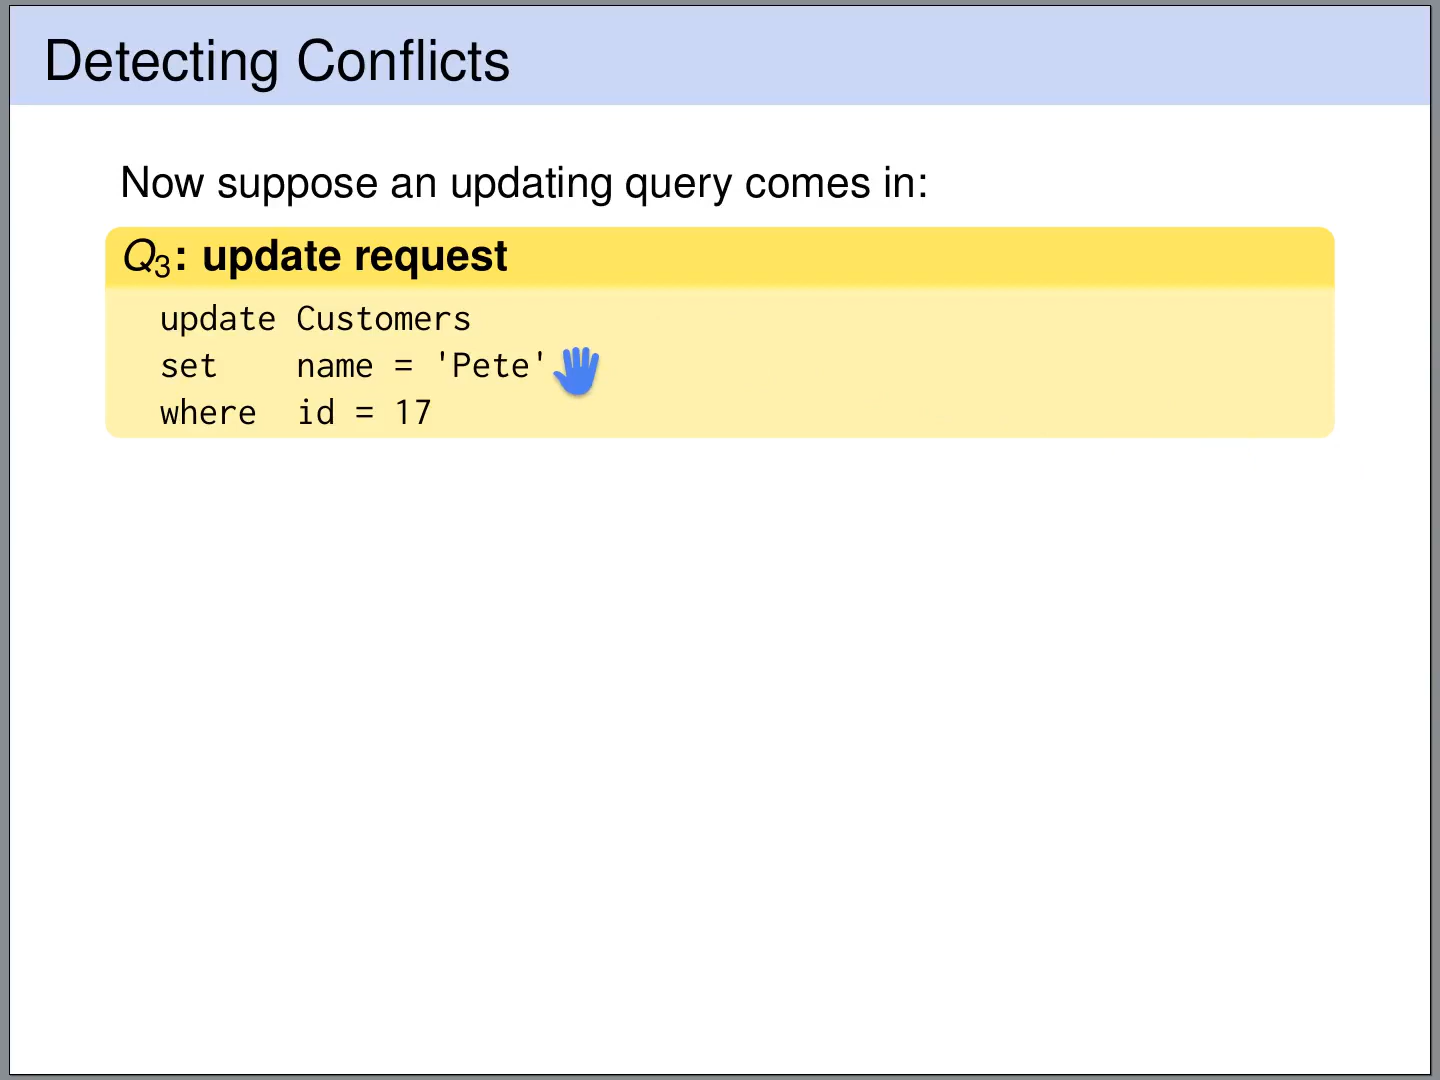 Detecting Conflicts
Now suppose an updating query comes in:
Q3: update request
update Customers
set    name = 'Pete'
where  id = 17